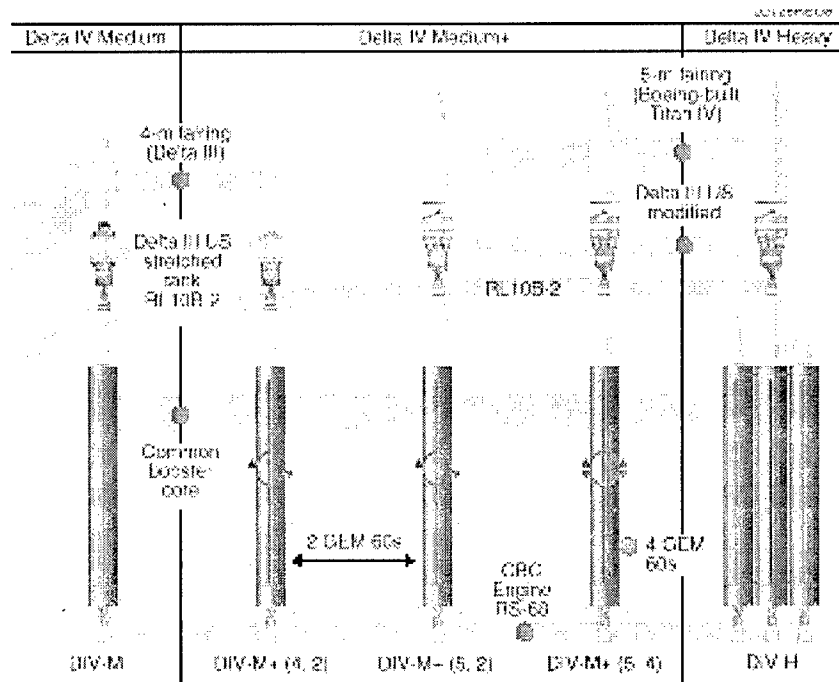 Delta IV Medium
Delta IV Medium+
Delta IV Heavy
4-m fairing
(Delta III)
5-m fairing
(Boeing-built
Titan IV)
Delta III US
stretched
tank
RL10B-2
Delta III US
modified
RL10B-2
Common
booster
core
2 GEM 60s
4 GEM
60s
CBC
Engine
RS-68
DIV-M
DIV-M+ (4, 2)
DIV-M+ (5, 2)
DIV-M+ (5, 4)
DIV H